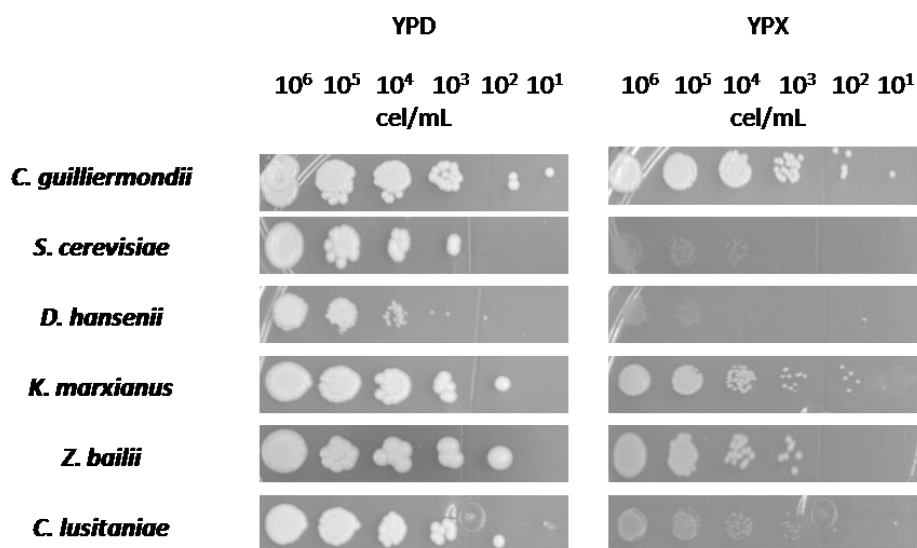 YPD YPX
10⁶ 10⁵ 10⁴ 10³ 10² 10¹ 10⁶ 10⁵ 10⁴ 10³ 10² 10¹
cel/mL cel/mL
C. guilliermondii
S. cerevisiae
D. hansenii
K. marxianus
Z. bailii
C. lusitaniae